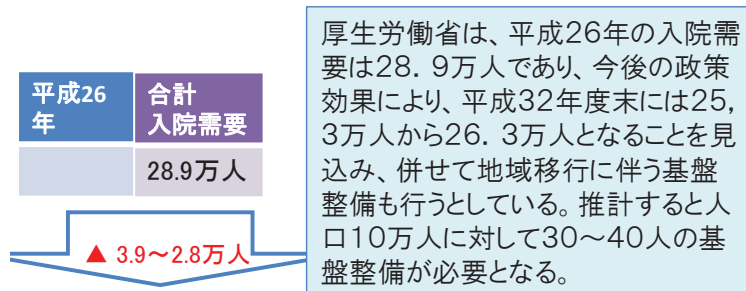 平成26
年
合計
入院需要
28.9万人
▲ 3.9～2.8万人
厚生労働省は、平成26年の入院需
要は28．9万人であり、今後の政策
効果により、平成32年度末には25，
3万人から26．3万人となることを見
込み、併せて地域移行に伴う基盤
整備も行うとしている。推計すると人
口10万人に対して30～40人の基
盤整備が必要となる。